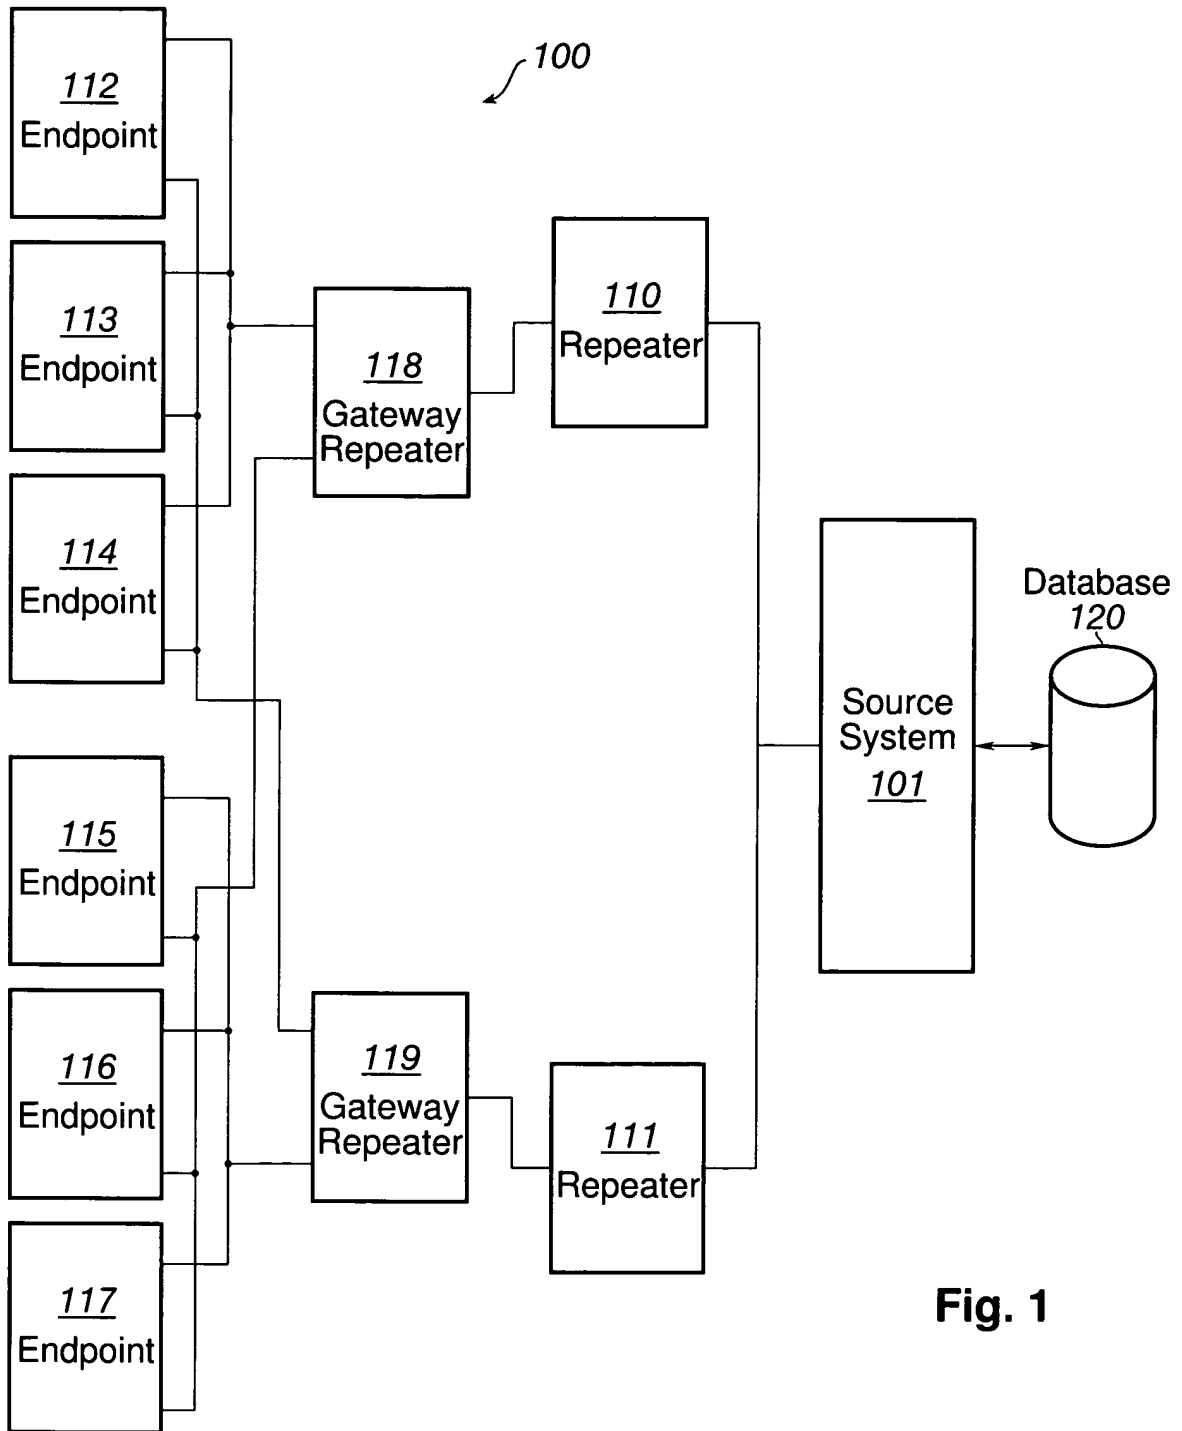 100
112
Endpoint
113
Endpoint
114
Endpoint
115
Endpoint
116
Endpoint
117
Endpoint
118
Gateway
Repeater
119
Gateway
Repeater
110
Repeater
111
Repeater
Source
System
101
Database
120
Fig. 1